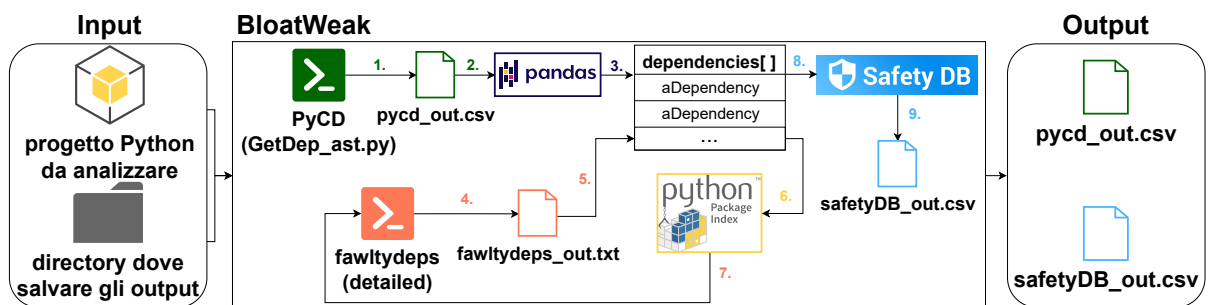 Input
BloatWeak
Output
progetto Python
da analizzare
directory dove
salvare gli output
PyCD
(GetDep_ast.py)
1.
pycd_out.csv
2.
pandas
3.
dependencies[ ]
aDependency
aDependency
...
8.
Safety DB
9.
safetyDB_out.csv
fawltydeps
(detailed)
4.
fawltydeps_out.txt
5.
6.
python™
Package
Index
7.
pycd_out.csv
safetyDB_out.csv